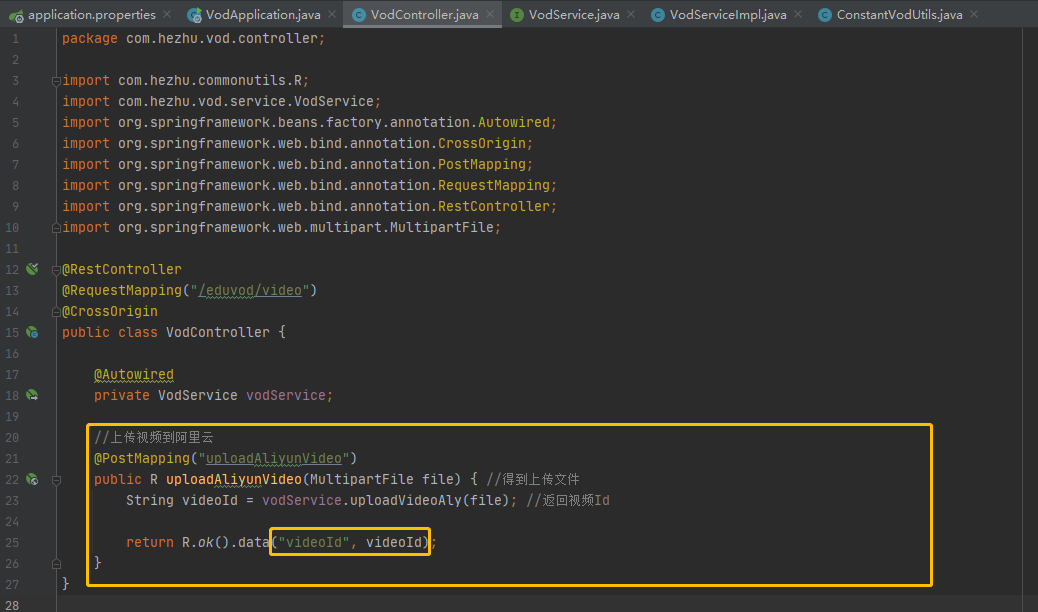 application.properties VodApplication.java VodController.java VodService.java VodServiceImpl.java ConstantVodUtils.java
1 package com.hezhu.vod.controller;
2
3 import com.hezhu.commonutils.R;
4 import com.hezhu.vod.service.VodService;
5 import org.springframework.beans.factory.annotation.Autowired;
6 import org.springframework.web.bind.annotation.CrossOrigin;
7 import org.springframework.web.bind.annotation.PostMapping;
8 import org.springframework.web.bind.annotation.RequestMapping;
9 import org.springframework.web.bind.annotation.RestController;
10 import org.springframework.web.multipart.MultipartFile;
11
12 @RestController
13 @RequestMapping("/eduvod/video")
14 @CrossOrigin
15 public class VodController {
16
17 @Autowired
18 private VodService vodService;
19
20 //上传视频到阿里云
21 @PostMapping("uploadAliyunVideo")
22 public R uploadAliyunVideo(MultipartFile file) { //得到上传文件
23 String videoId = vodService.uploadVideoAly(file); //返回视频Id
24
25 return R.ok().data("videoId", videoId);
26 }
27 }
28